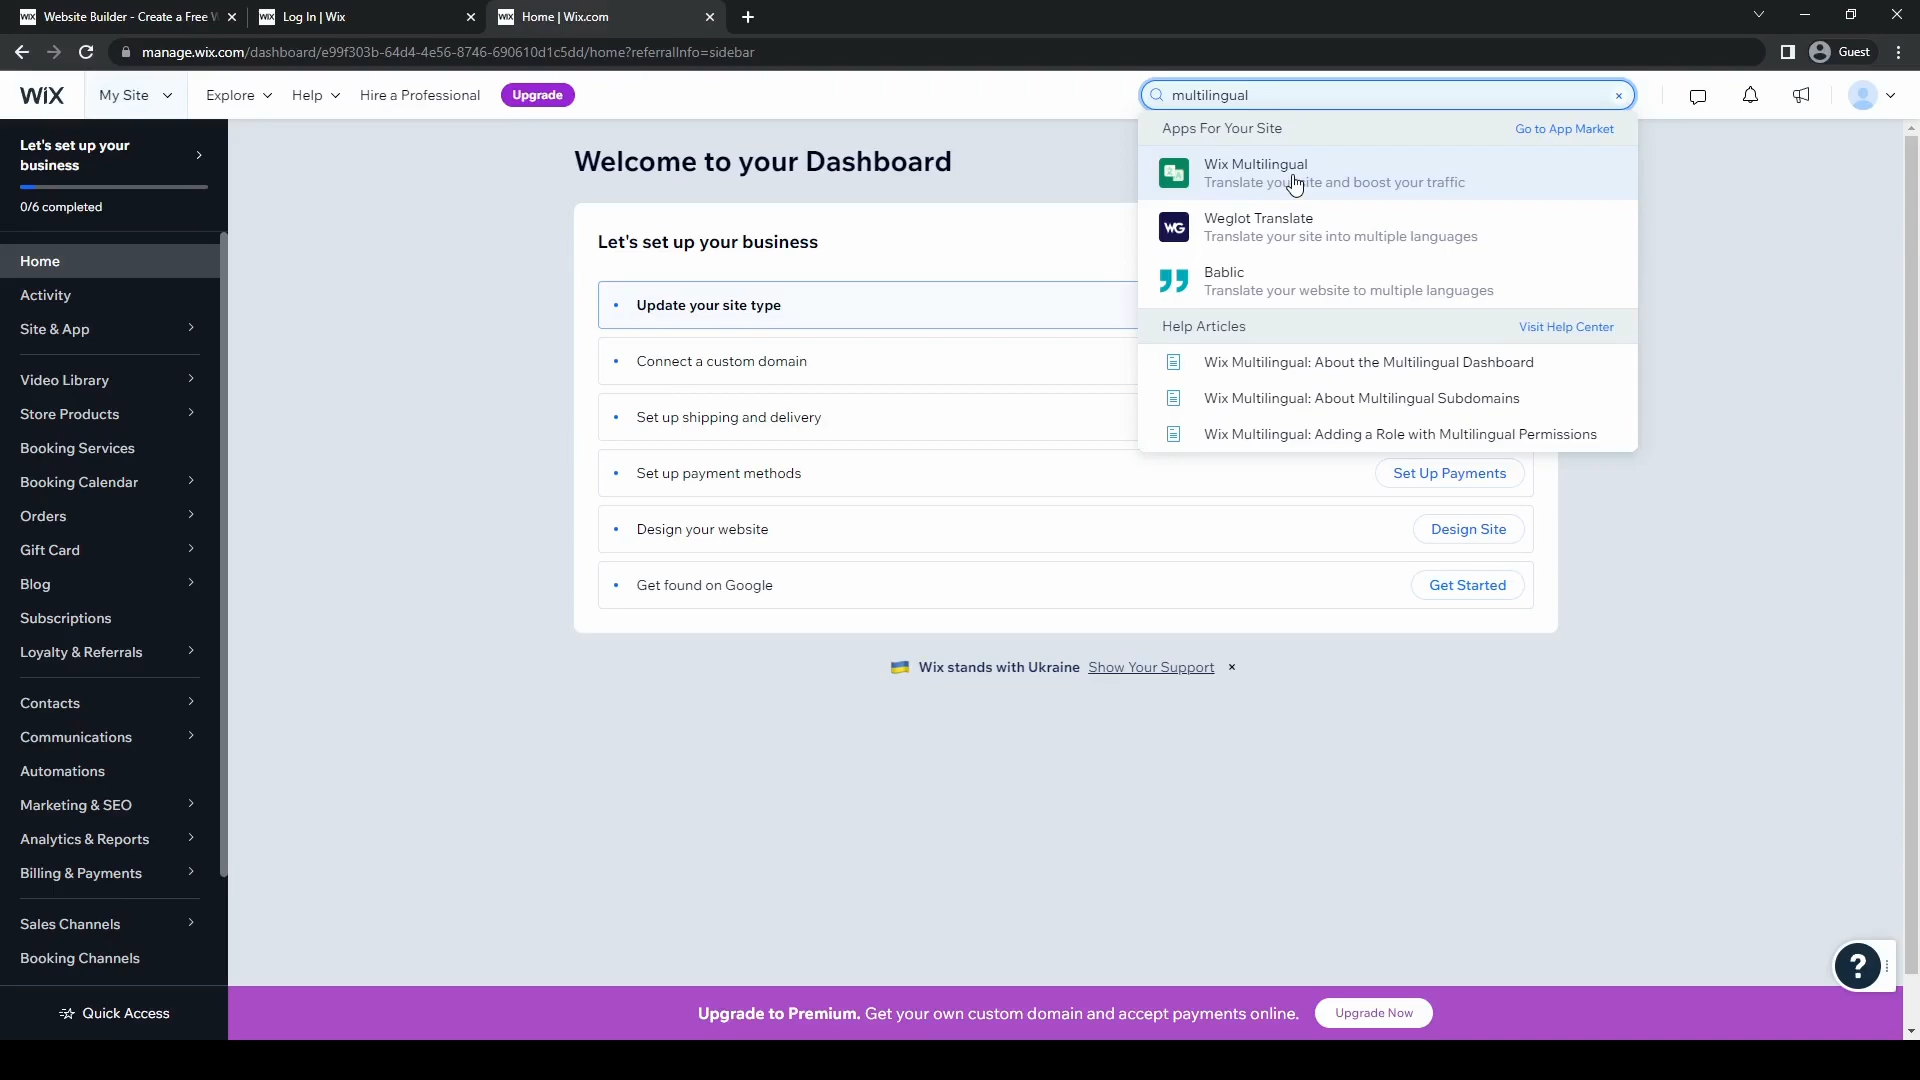 Website Builder - Create a Free W
Log In | Wix
Home | Wix.com
manage.wix.com/dashboard/e99f303b-64d4-4e56-8746-690610d1c5dd/home?referralInfo=sidebar
Guest
WiX
My Site
Explore
Help
Hire a Professional
Upgrade
multilingual
Let's set up your
business
0/6 completed
Home
Activity
Site & App
Video Library
Store Products
Booking Services
Booking Calendar
Orders
Gift Card
Blog
Subscriptions
Loyalty & Referrals
Contacts
Communications
Automations
Marketing & SEO
Analytics & Reports
Billing & Payments
Sales Channels
Booking Channels
Quick Access
Welcome to your Dashboard
Let's set up your business
Update your site type
Connect a custom domain
Set up shipping and delivery
Set up payment methods
Set Up Payments
Design your website
Design Site
Get found on Google
Get Started
Apps For Your Site
Go to App Market
Wix Multilingual
Translate your site and boost your traffic
WG
Weglot Translate
Translate your site into multiple languages
Bablic
Translate your website to multiple languages
Help Articles
Visit Help Center
Wix Multilingual: About the Multilingual Dashboard
Wix Multilingual: About Multilingual Subdomains
Wix Multilingual: Adding a Role with Multilingual Permissions
Wix stands with Ukraine Show Your Support
Upgrade to Premium. Get your own custom domain and accept payments online.
Upgrade Now
?